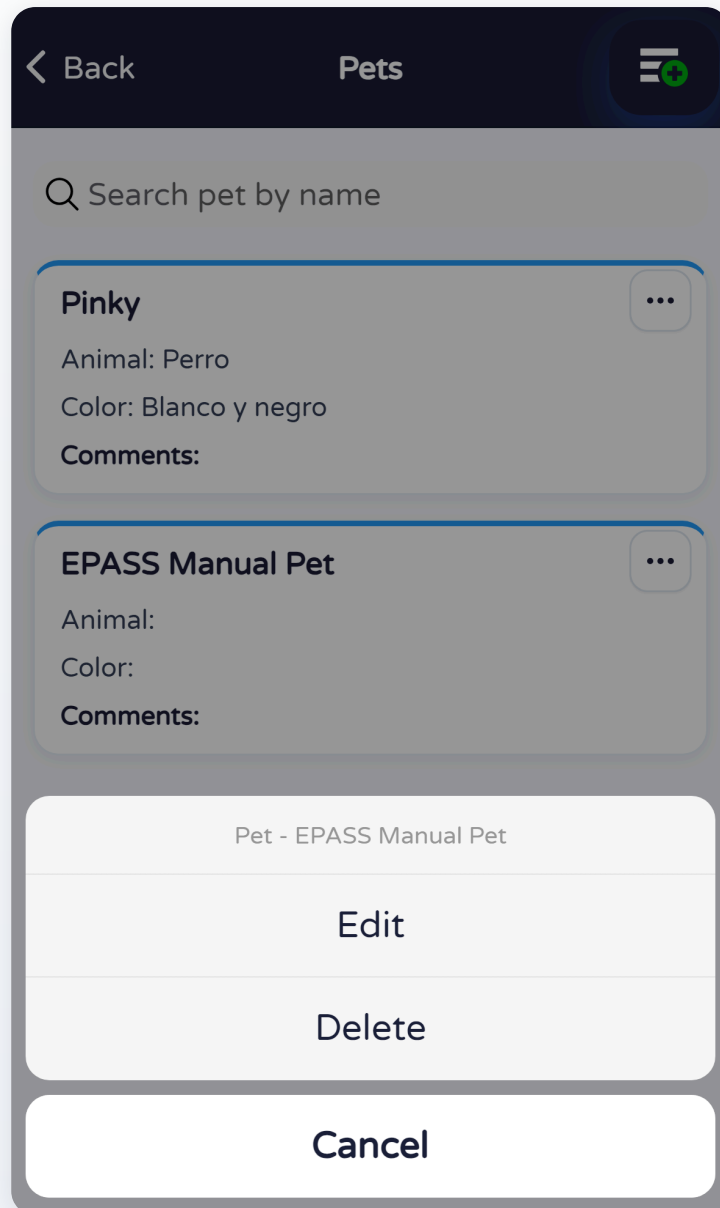 Back
Pets
Search pet by name
Pinky
Animal: Perro
Color: Blanco y negro
Comments:
EPASS Manual Pet
Animal:
Color:
Comments:
Pet - EPASS Manual Pet
Edit
Delete
Cancel